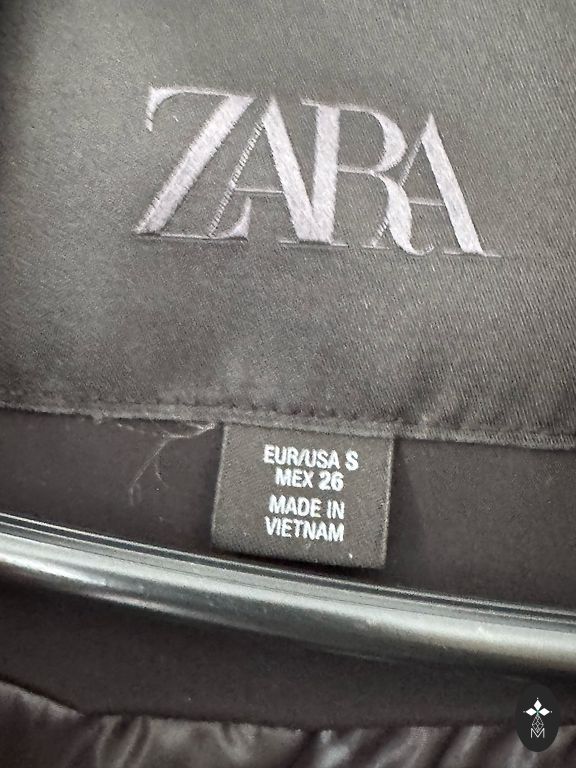 ZARA
EUR/USA S
MEX 26
MADE IN
VIETNAM
M